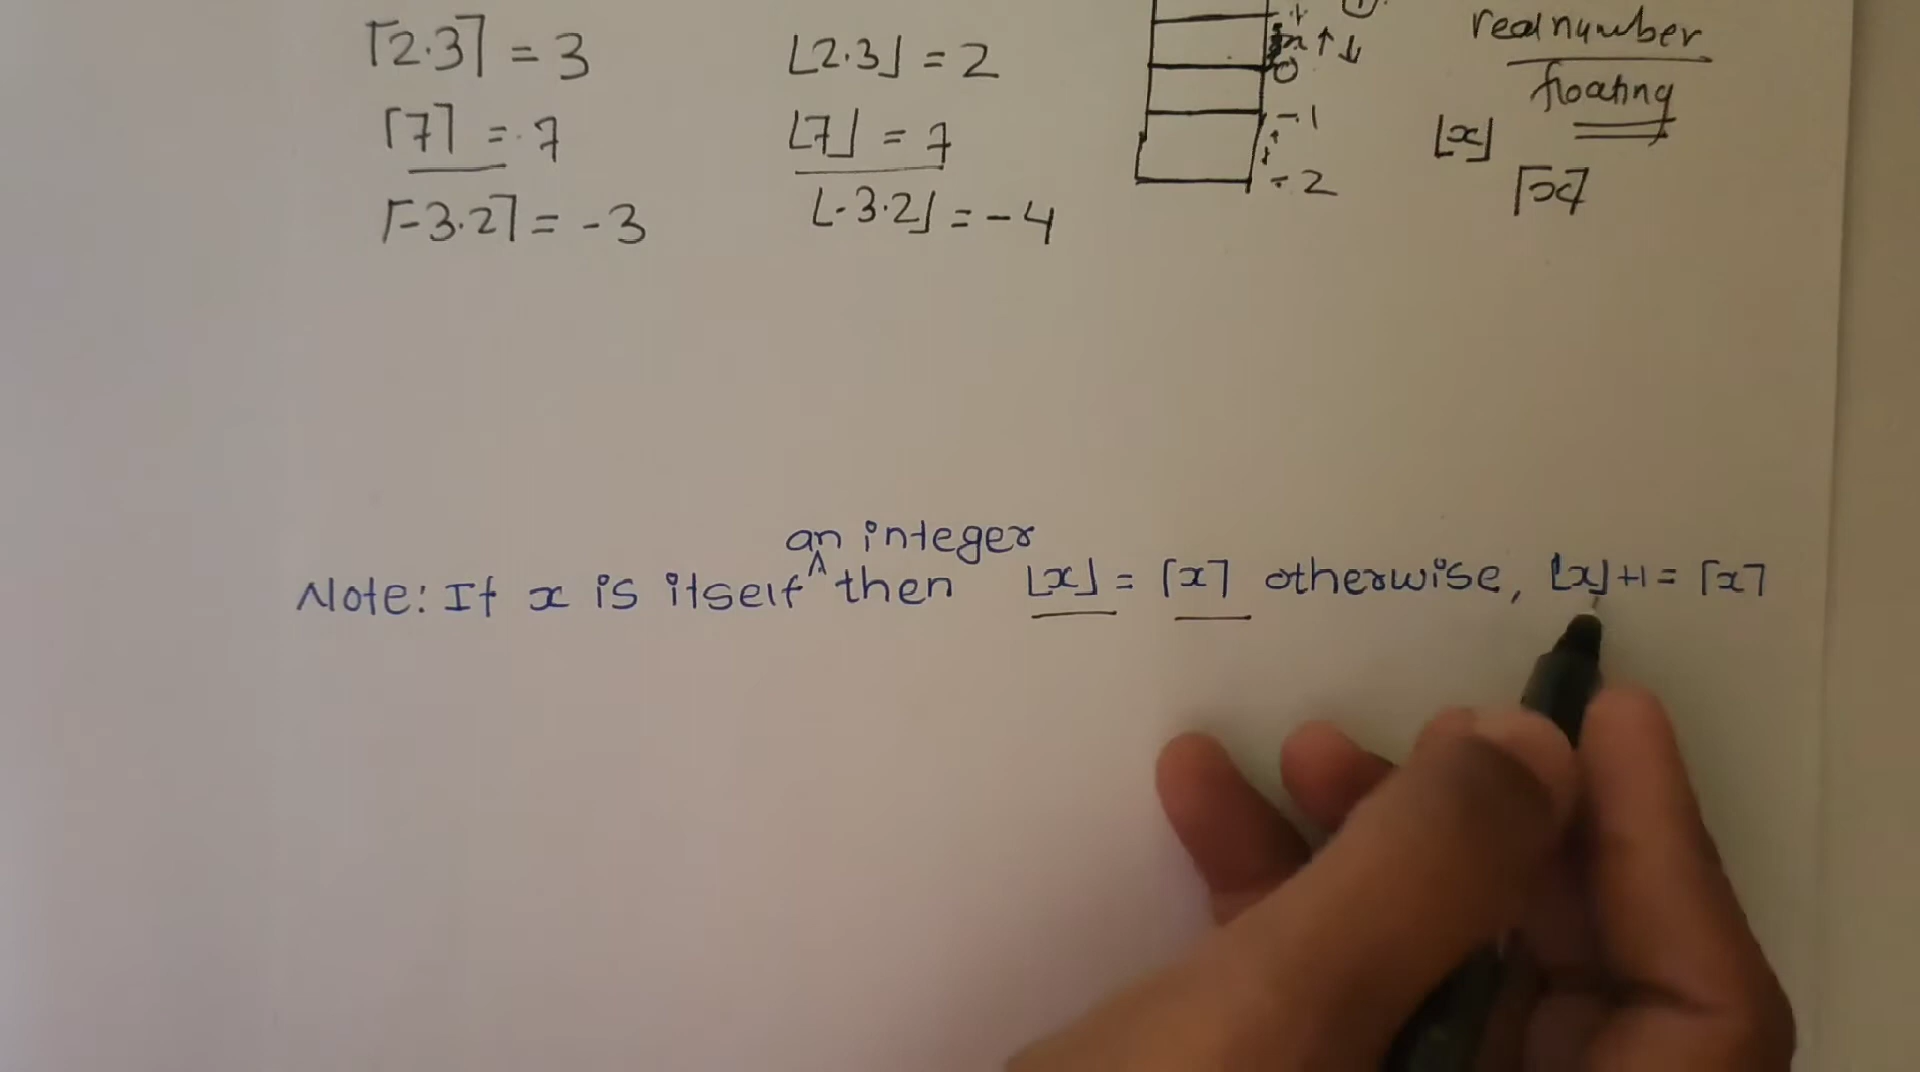 ⌈2.3⌉ = 3
⌊2.3⌋ = 2
⌈7⌉ = 7
⌊7⌋ = 7
⌈-3.2⌉ = -3
⌊-3.2⌋ = -4
0
-1
-2
real number
floating
⌊x⌋
⌈x⌉
an integer
Note: If x is itself ^ then ⌊x⌋ = ⌈x⌉ otherwise, ⌊x⌋ +1 = ⌈x⌉